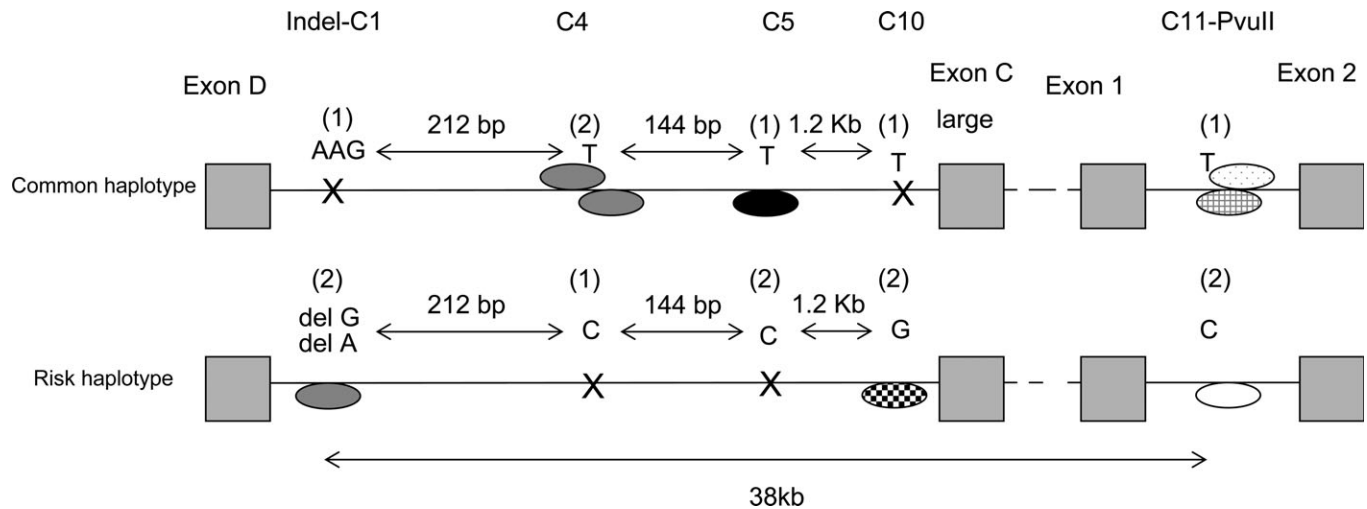 Indel-C1 C4 C5 C10 C11-PvuII
Exon D Exon C large Exon 1 Exon 2
(1) 212 bp (2) 144 bp (1) 1.2 Kb (1) (1)
AAG T T T T
Common haplotype X X
(2) 212 bp (1) 144 bp (2) 1.2 Kb (2) (2)
del G
del A C C G C
Risk haplotype X X
38kb